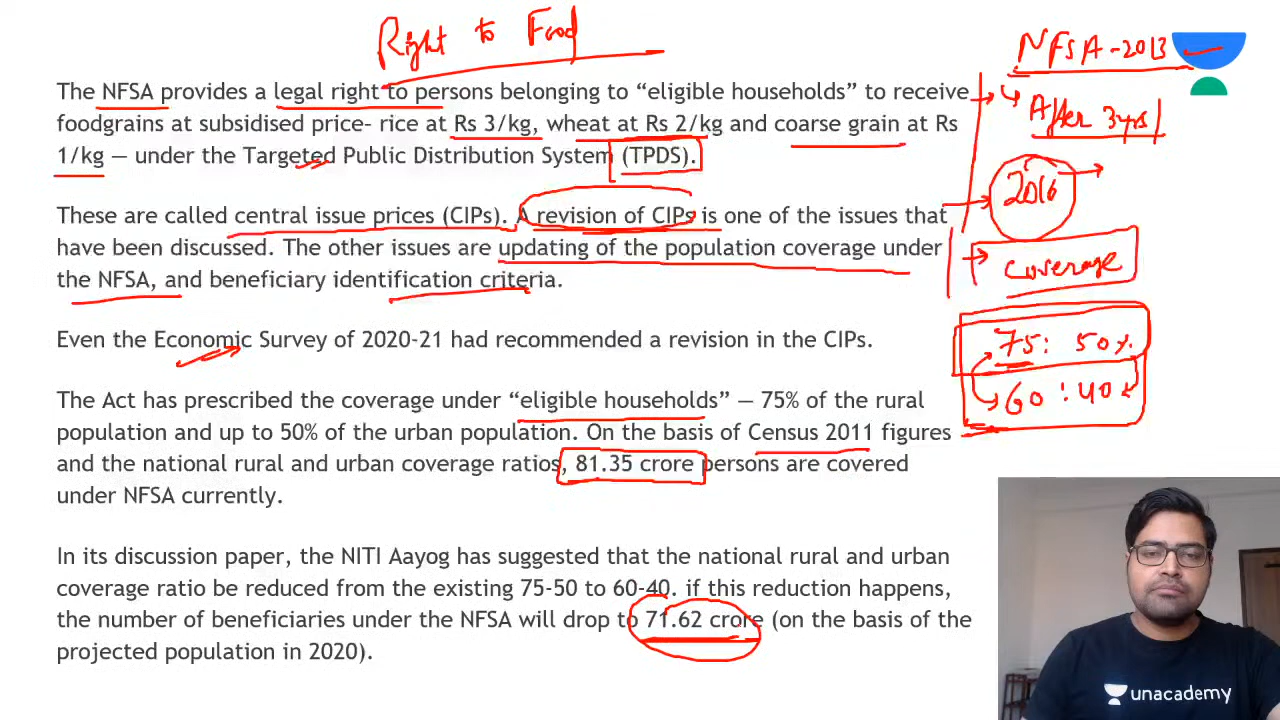 Right to Food
NFSA-2013
The NFSA provides a legal right to persons belonging to “eligible households” to receive
foodgrains at subsidised price- rice at Rs 3/kg, wheat at Rs 2/kg and coarse grain at Rs
1/kg — under the Targeted Public Distribution System (TPDS).
After 3yrs
2016
These are called central issue prices (CIPs). A revision of CIPs is one of the issues that
have been discussed. The other issues are updating of the population coverage under
the NFSA, and beneficiary identification criteria.
coverage
Even the Economic Survey of 2020-21 had recommended a revision in the CIPs.
75: 50%
60:40
The Act has prescribed the coverage under “eligible households” — 75% of the rural
population and up to 50% of the urban population. On the basis of Census 2011 figures
and the national rural and urban coverage ratios, 81.35 crore persons are covered
under NFSA currently.
In its discussion paper, the NITI Aayog has suggested that the national rural and urban
coverage ratio be reduced from the existing 75-50 to 60-40. if this reduction happens,
the number of beneficiaries under the NFSA will drop to 71.62 crore (on the basis of the
projected population in 2020).
unacademy